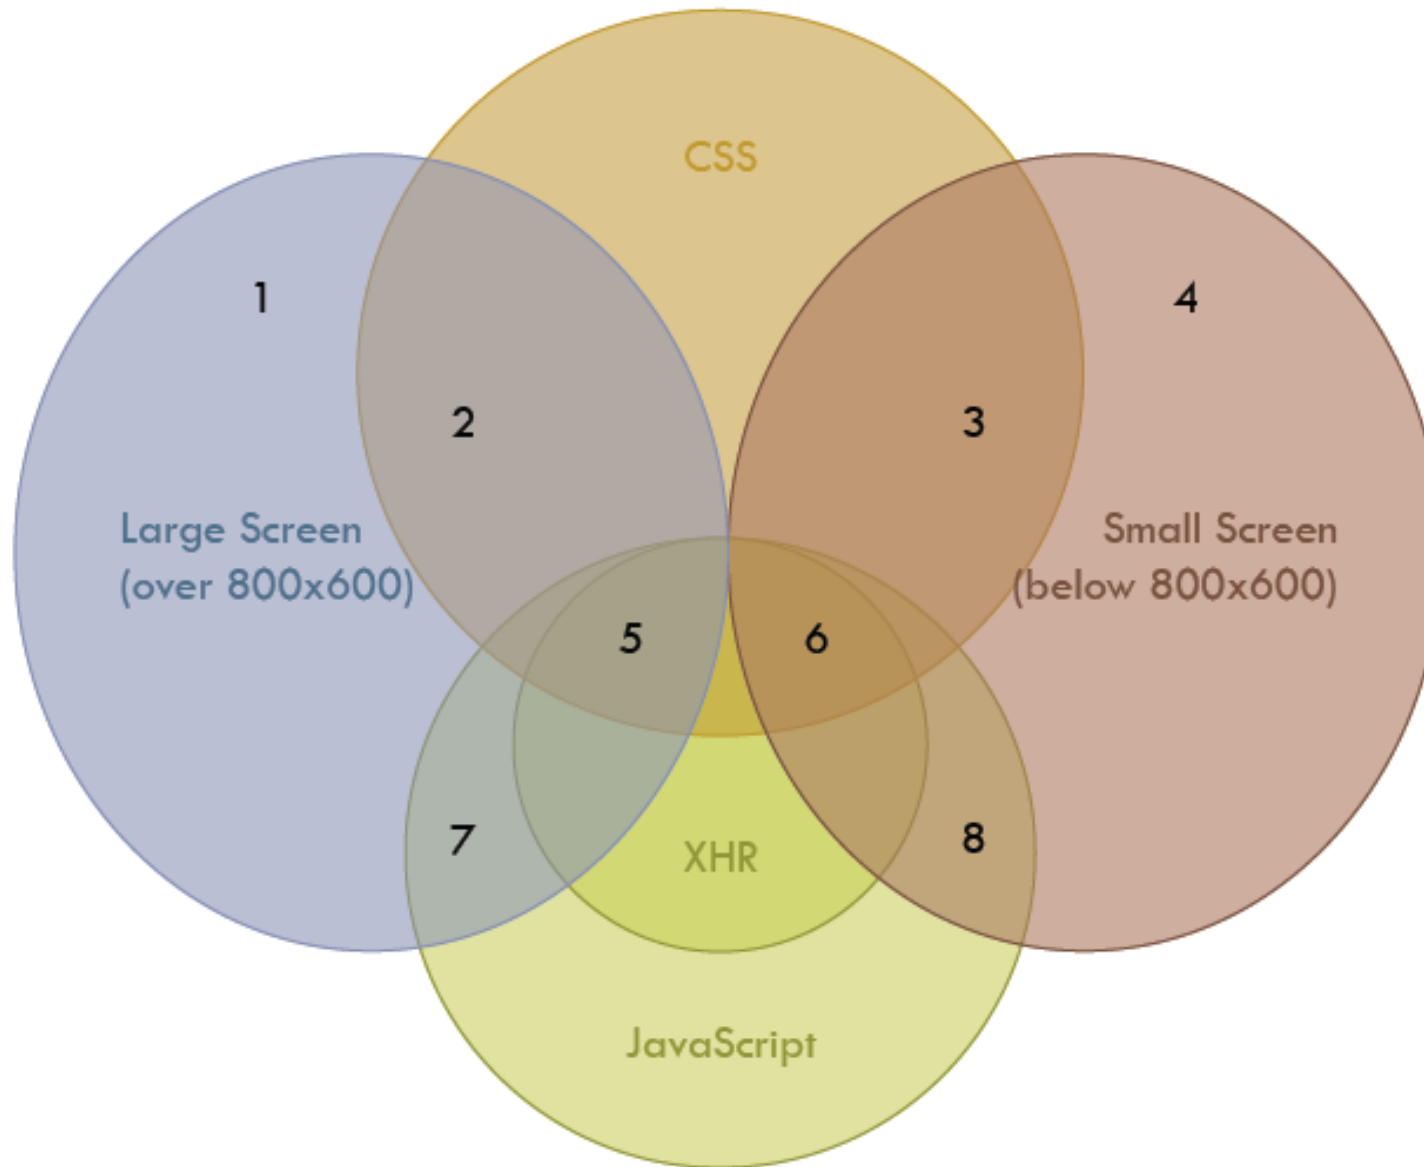 CSS
1
4
2
3
Large Screen
(over 800x600)
Small Screen
(below 800x600)
5
6
7
8
XHR
JavaScript